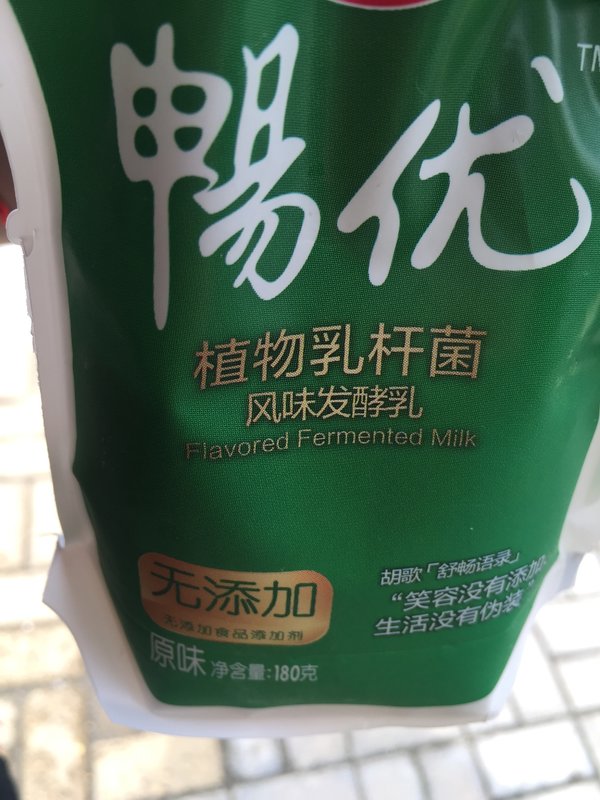 暢优
TM
植物乳杆菌
风味发酵乳
Flavored Fermented Milk
无添加
无添加食品添加剂
原味 净含量:180克
胡歌「舒畅语录」
“笑容没有添加
生活没有伪装”